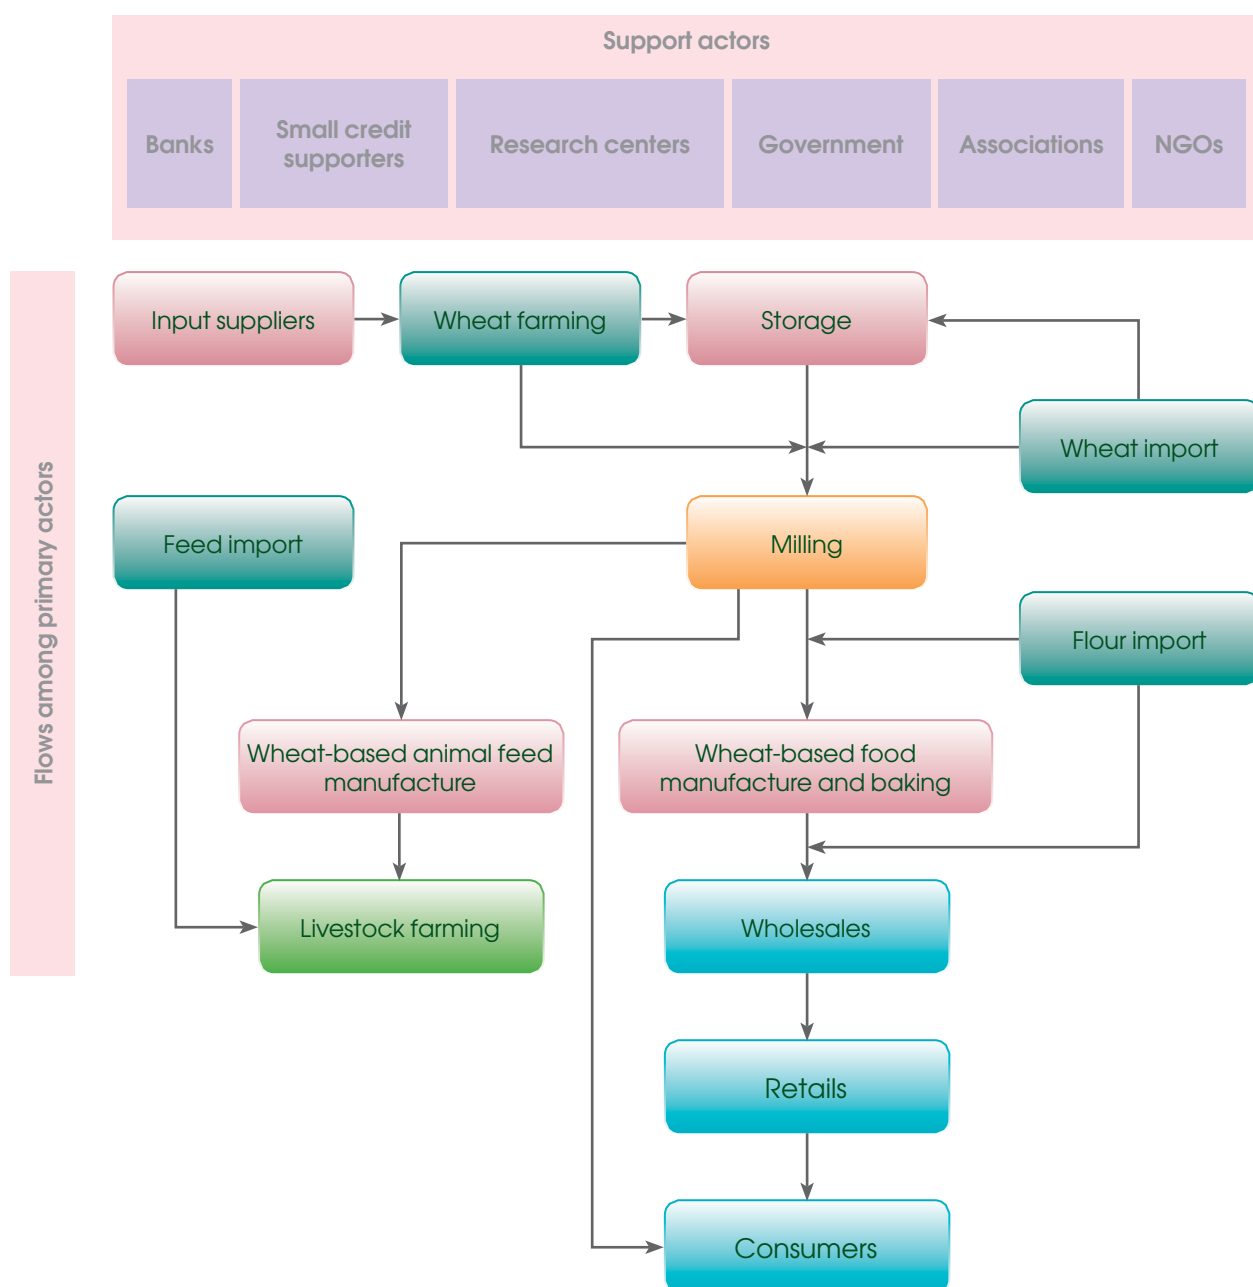 Support actors
Banks
Small credit
supporters
Research centers
Government
Associations
NGOs
Flows among primary actors
Input suppliers
Wheat farming
Storage
Wheat import
Feed import
Milling
Flour import
Wheat-based animal feed
manufacture
Wheat-based food
manufacture and baking
Livestock farming
Wholesales
Retails
Consumers